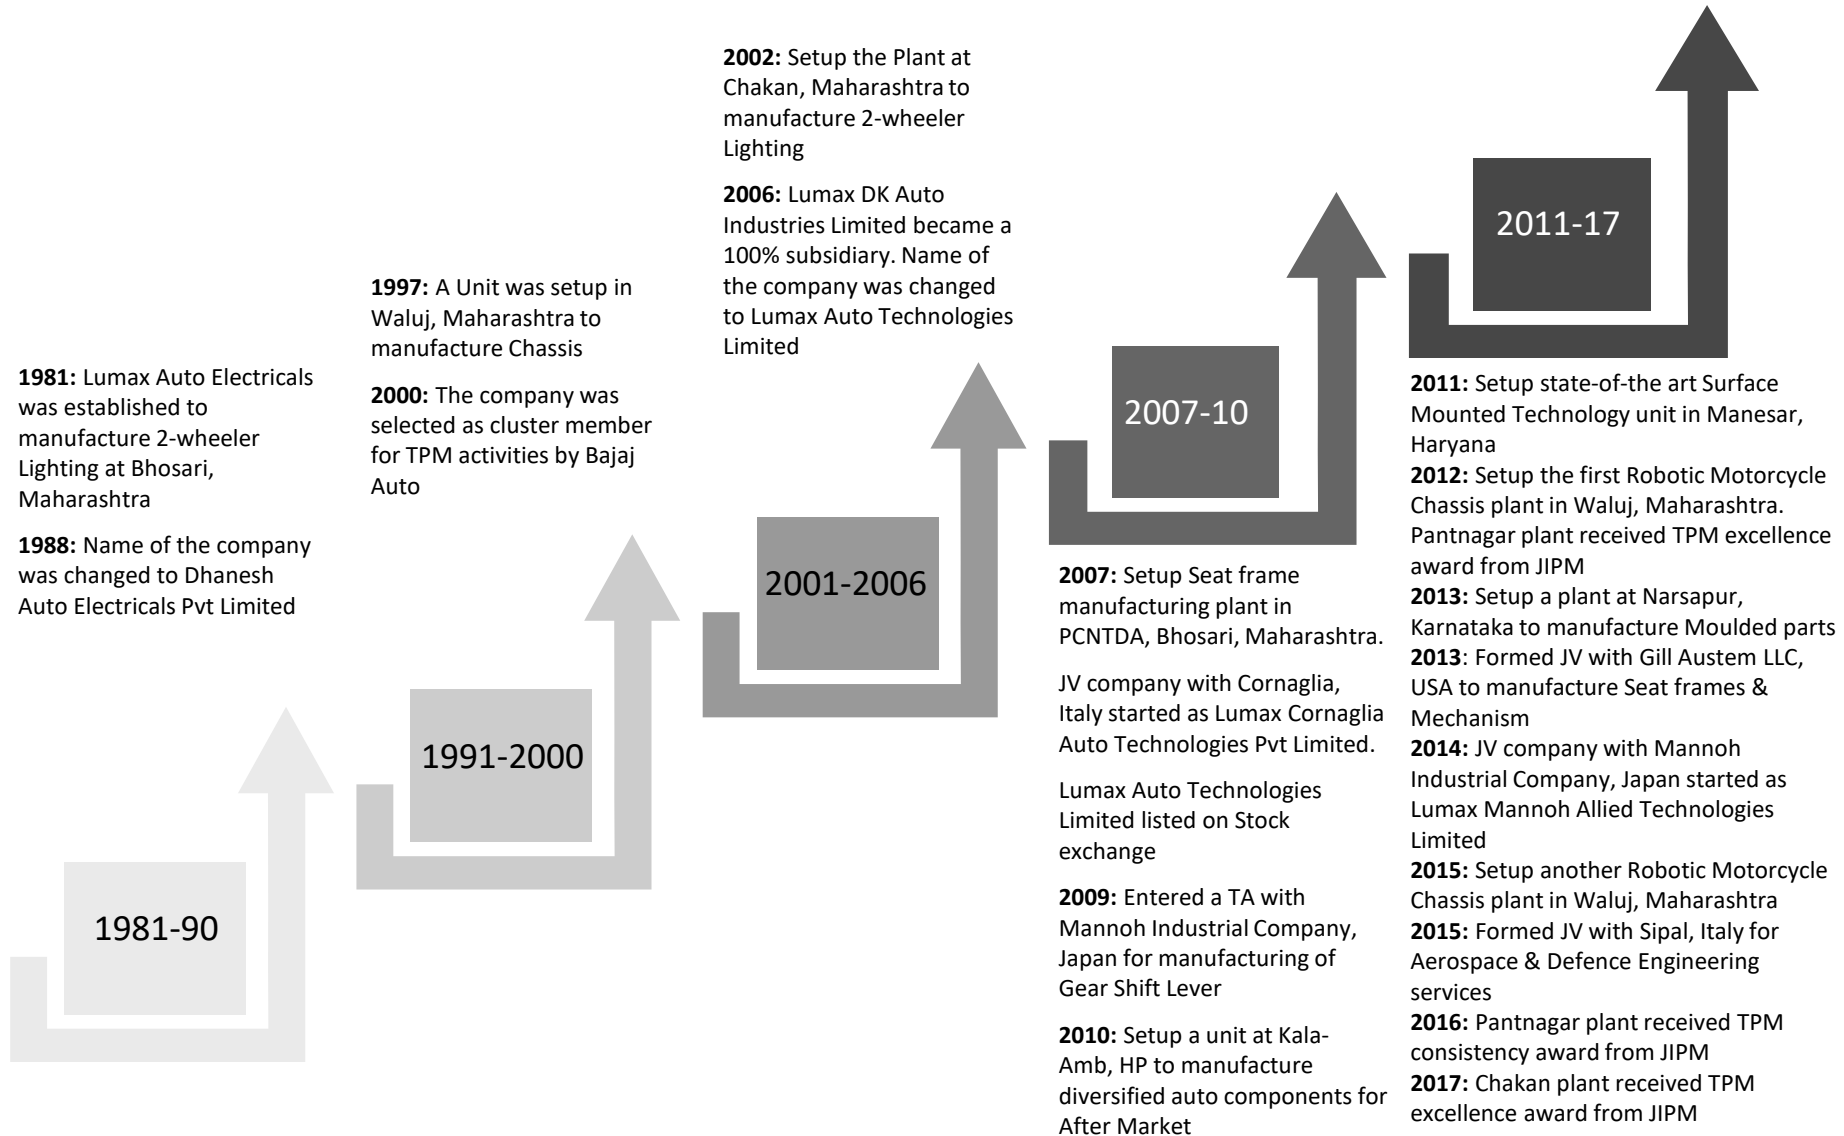 1981: Lumax Auto Electricals
was established to
manufacture 2-wheeler
Lighting at Bhosari,
Maharashtra
1988: Name of the company
was changed to Dhanesh
Auto Electricals Pvt Limited
1981-90
1997: A Unit was setup in
Waluj, Maharashtra to
manufacture Chassis
2000: The company was
selected as cluster member
for TPM activities by Bajaj
Auto
1991-2000
2002: Setup the Plant at
Chakan, Maharashtra to
manufacture 2-wheeler
Lighting
2006: Lumax DK Auto
Industries Limited became a
100% subsidiary. Name of
the company was changed
to Lumax Auto Technologies
Limited
2001-2006
2007-10
2007: Setup Seat frame
manufacturing plant in
PCNTDA, Bhosari, Maharashtra.
JV company with Cornaglia,
Italy started as Lumax Cornaglia
Auto Technologies Pvt Limited.
Lumax Auto Technologies
Limited listed on Stock
exchange
2009: Entered a TA with
Mannoh Industrial Company,
Japan for manufacturing of
Gear Shift Lever
2010: Setup a unit at Kala-
Amb, HP to manufacture
diversified auto components for
After Market
2011-17
2011: Setup state-of-the art Surface
Mounted Technology unit in Manesar,
Haryana
2012: Setup the first Robotic Motorcycle
Chassis plant in Waluj, Maharashtra.
Pantnagar plant received TPM excellence
award from JIPM
2013: Setup a plant at Narsapur,
Karnataka to manufacture Moulded parts
2013: Formed JV with Gill Austem LLC,
USA to manufacture Seat frames &
Mechanism
2014: JV company with Mannoh
Industrial Company, Japan started as
Lumax Mannoh Allied Technologies
Limited
2015: Setup another Robotic Motorcycle
Chassis plant in Waluj, Maharashtra
2015: Formed JV with Sipal, Italy for
Aerospace & Defence Engineering
services
2016: Pantnagar plant received TPM
consistency award from JIPM
2017: Chakan plant received TPM
excellence award from JIPM